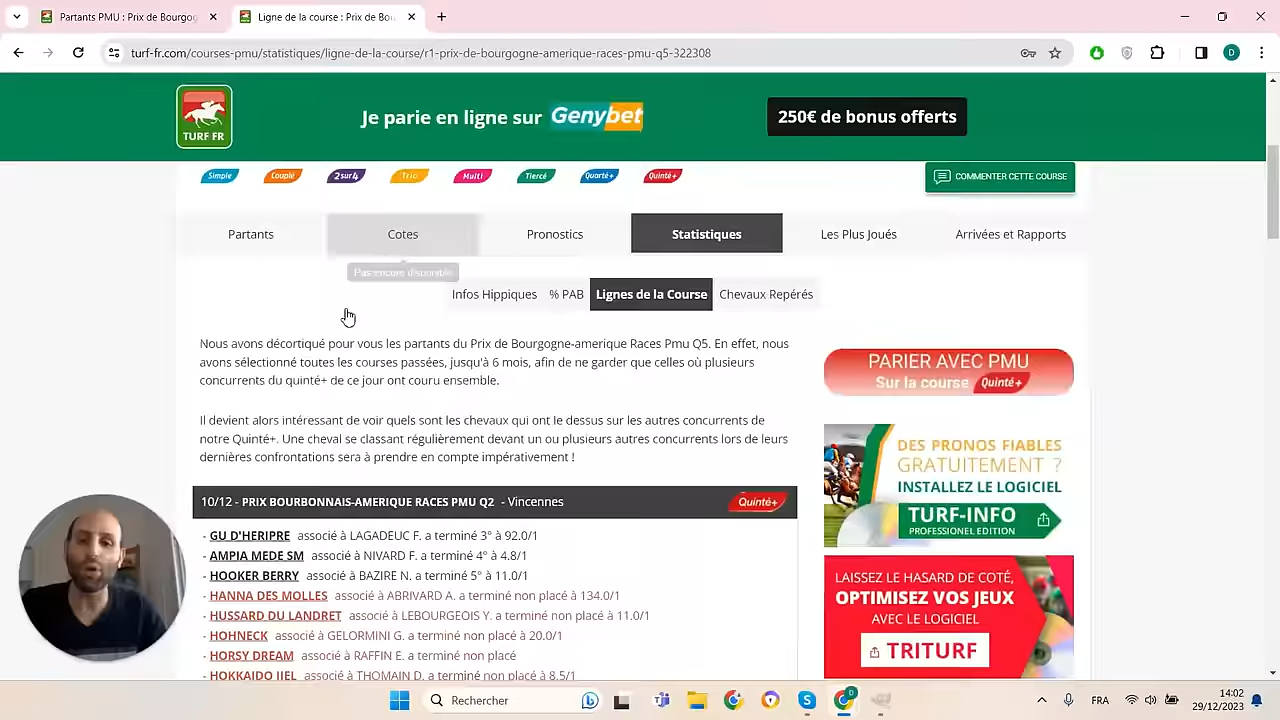 Partants PMU : Prix de Bourgog
Ligne de la course : Prix de Bou
turf-fr.com/courses-pmu/statistiques/ligne-de-la-course/r1-prix-de-bourgogne-amerique-races-pmu-q5-322308
D
TURF FR
Je parie en ligne sur Genybet
250€ de bonus offerts
Simple
Couplé
2sur4
Trio
Multi
Tiercé
Quarté+
Quinté+
COMMENTER CETTE COURSE
Partants
Cotes
Pronostics
Statistiques
Les Plus Joués
Arrivées et Rapports
Pas encore disponible
Infos Hippiques
% PAB
Lignes de la Course
Chevaux Repérés
Nous avons décortiqué pour vous les partants du Prix de Bourgogne-amerique Races Pmu Q5. En effet, nous
avons sélectionné toutes les courses passées, jusqu'à 6 mois, afin de ne garder que celles où plusieurs
concurrents du quinté+ de ce jour ont couru ensemble.
Il devient alors intéressant de voir quels sont les chevaux qui ont le dessus sur les autres concurrents de
notre Quinté+. Une cheval se classant régulièrement devant un ou plusieurs autres concurrents lors de leurs
dernières confrontations sera à prendre en compte impérativement !
10/12 - PRIX BOURBONNAIS-AMERIQUE RACES PMU Q2 - Vincennes
Quinté+
- GU D'HERIPRE associé à LAGADEUC F. a terminé 3° à 92.0/1
- AMPIA MEDE SM associé à NIVARD F. a terminé 4° à 4.8/1
- HOOKER BERRY associé à BAZIRE N. a terminé 5° à 11.0/1
- HANNA DES MOLLES associé à ABRIVARD A. a terminé non placé à 134.0/1
- HUSSARD DU LANDRET associé à LEBOURGEOIS Y. a terminé non placé à 11.0/1
- HOHNECK associé à GELORMINI G. a terminé non placé à 20.0/1
- HORSY DREAM associé à RAFFIN E. a terminé non placé
- HOKKAIDO JIEL associé à THOMAIN D. a terminé non placé à 8.5/1
PARIER AVEC PMU
Sur la course Quinté+
DES PRONOS FIABLES
GRATUITEMENT ?
INSTALLEZ LE LOGICIEL
TURF-INFO
PROFESSIONEL EDITION
LAISSEZ LE HASARD DE COTÉ,
OPTIMISEZ VOS JEUX
AVEC LE LOGICIEL
TRITURF
Rechercher
D
FRA
14:02
29/12/2023